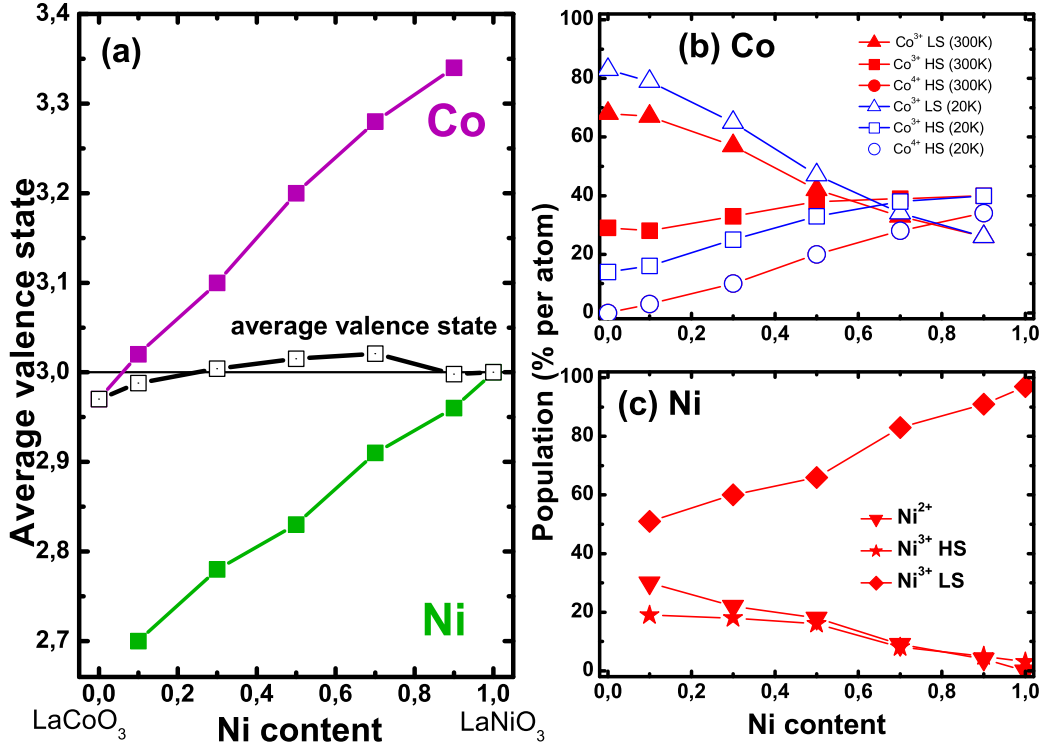 (a)
Co
average valence state
Ni
Average valence state
3,4
3,3
3,2
3,1
3,0
2,9
2,8
2,7
0,0 0,2 0,4 0,6 0,8 1,0
LaCoO3 Ni content LaNiO3
(b) Co
Co3+ LS (300K)
Co3+ HS (300K)
Co4+ HS (300K)
Co3+ LS (20K)
Co3+ HS (20K)
Co4+ HS (20K)
100
80
60
40
20
0
0,0 0,2 0,4 0,6 0,8 1,0
Population (% per atom)
(c) Ni
Ni2+
Ni3+ HS
Ni3+ LS
100
80
60
40
20
0
0,0 0,2 0,4 0,6 0,8 1,0
Ni content